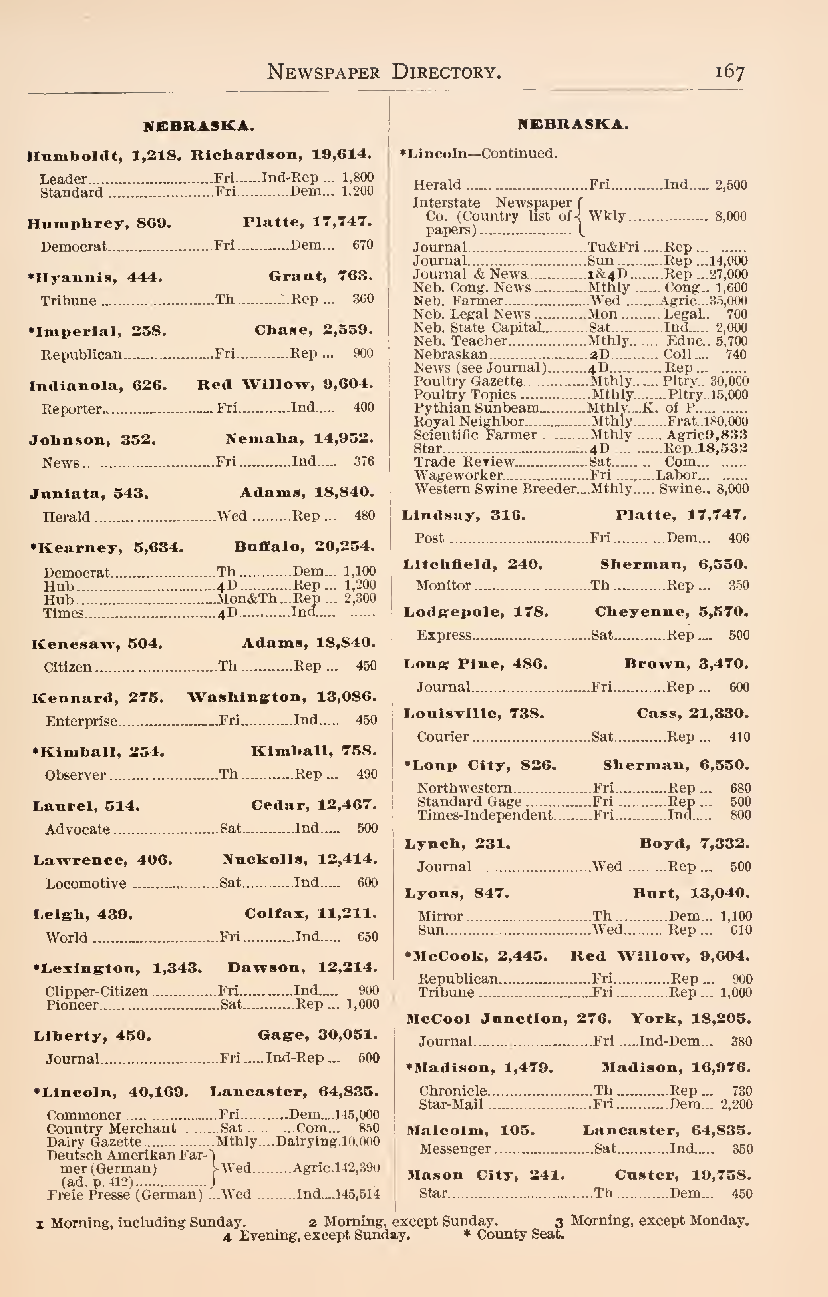 NEWSPAPER DIRECTORY. 167
NEBRASKA.
Humboldt, 1,218. Richardson, 19,614.
Leader......Fri......Ind-Rep ... 1,800
Standard ......Fri......Dem... 1,200
Humphrey, 869. Platte, 17,747.
Democrat......Fri......Dem... 670
*Hyannis, 444. Grant, 763.
Tribune ......Th ......Rep ... 360
*Imperial, 258. Chase, 2,559.
Republican......Fri......Rep ... 900
Indianola, 626. Red Willow, 9,604.
Reporter......Fri......Ind..... 400
Johnson, 352. Nemaha, 14,952.
News......Fri ......Ind..... 376
Juniata, 543. Adams, 18,840.
Herald ......Wed ......Rep ... 480
*Kearney, 5,634. Buffalo, 20,254.
Democrat......Th ......Dem... 1,100
Hub......4D ......Rep ... 1,200
Hub......Mon&Th...Rep ... 2,300
Times......4D......Ind..... ......
Kenesaw, 504. Adams, 18,840.
Citizen......Th ......Rep ... 450
Kennard, 275. Washington, 13,086.
Enterprise......Fri......Ind..... 450
*Kimball, 254. Kimball, 758.
Observer......Th ......Rep ... 490
Laurel, 514. Cedar, 12,467.
Advocate......Sat......Ind..... 500
Lawrence, 406. Nuckolls, 12,414.
Locomotive ......Sat......Ind..... 600
Leigh, 439. Colfax, 11,211.
World ......Fri ......Ind..... 650
*Lexington, 1,343. Dawson, 12,214.
Clipper-Citizen ......Fri......Ind..... 900
Pioneer......Sat......Rep ... 1,000
Liberty, 450. Gage, 30,051.
Journal......Fri .....Ind-Rep ... 500
*Lincoln, 40,169. Lancaster, 64,835.
Commoner ......Fri......Dem...145,000
Country Merchant ......Sat ......Com... 850
Dairy Gazette ......Mthly....Dairying.10,000
Deutsch Amerikan Far-
mer (German) Wed......Agric.142,390
(ad. p. 412)......
Freie Presse (German) ...Wed ......Ind....145,514
NEBRASKA.
*Lincoln—Continued.
Herald ......Fri......Ind.... 2,500
Interstate Newspaper
Co. (Country list of Wkly...... 8,000
papers)......
Journal......Tu&Fri .....Rep ... ......
Journal......Sun ......Rep ...14,000
Journal & News......1&4D......Rep ...27,000
Neb. Cong. News ......Mthly ..... Cong.. 1,600
Neb. Farmer......Wed ......Agric...35,000
Neb. Legal News ......Mon ......Legal.. 700
Neb. State Capital......Sat......Ind.... 2,000
Neb. Teacher......Mthly..... Educ.. 5,700
Nebraskan ......2D......Coll .... 740
News (see Journal)......4D......Rep ... ......
Poultry Gazette......Mthly..... Pltry.. 30,000
Poultry Topics ......Mthly......Pltry..15,000
Pythian Sunbeam......Mthly...K. of P..... ......
Royal Neighbor......Mthly......Frat..180,000
Scientific Farmer ......Mthly ..... Agric9,833
Star......4D ......Rep..18,532
Trade Review......Sat......Com... ......
Wageworker......Fri ......Labor... ......
Western Swine Breeder...Mthly..... Swine.. 8,000
Lindsay, 316. Platte, 17,747.
Post ......Fri ......Dem... 406
Litchfield, 240. Sherman, 6,550.
Monitor ......Th ......Rep ... 350
Lodgepole, 178. Cheyenne, 5,570.
Express......Sat......Rep .... 500
Long Pine, 486. Brown, 3,470.
Journal......Fri......Rep ... 600
Louisville, 738. Cass, 21,330.
Courier ......Sat......Rep ... 410
*Loup City, 826. Sherman, 6,550.
Northwestern......Fri......Rep ... 680
Standard Gage ......Fri ......Rep ... 500
Times-Independent......Fri......Ind..... 800
Lynch, 231. Boyd, 7,332.
Journal ......Wed ......Rep ... 500
Lyons, 847. Burt, 13,040.
Mirror......Th ......Dem... 1,100
Sun......Wed...... Rep ... 610
*McCook, 2,445. Red Willow, 9,604.
Republican......Fri......Rep ... 900
Tribune ......Fri ......Rep ... 1,000
McCool Junction, 276. York, 18,205.
Journal......Fri .....Ind-Dem... 380
*Madison, 1,479. Madison, 16,976.
Chronicle......Th ......Rep ... 730
Star-Mail ......Fri......Dem... 2,200
Malcolm, 105. Lancaster, 64,835.
Messenger ......Sat......Ind.... 350
Mason City, 241. Custer, 19,758.
Star......Th ......Dem... 450
1 Morning, including Sunday. 2 Morning, except Sunday. 3 Morning, except Monday.
4 Evening, except Sunday. * County Seat.